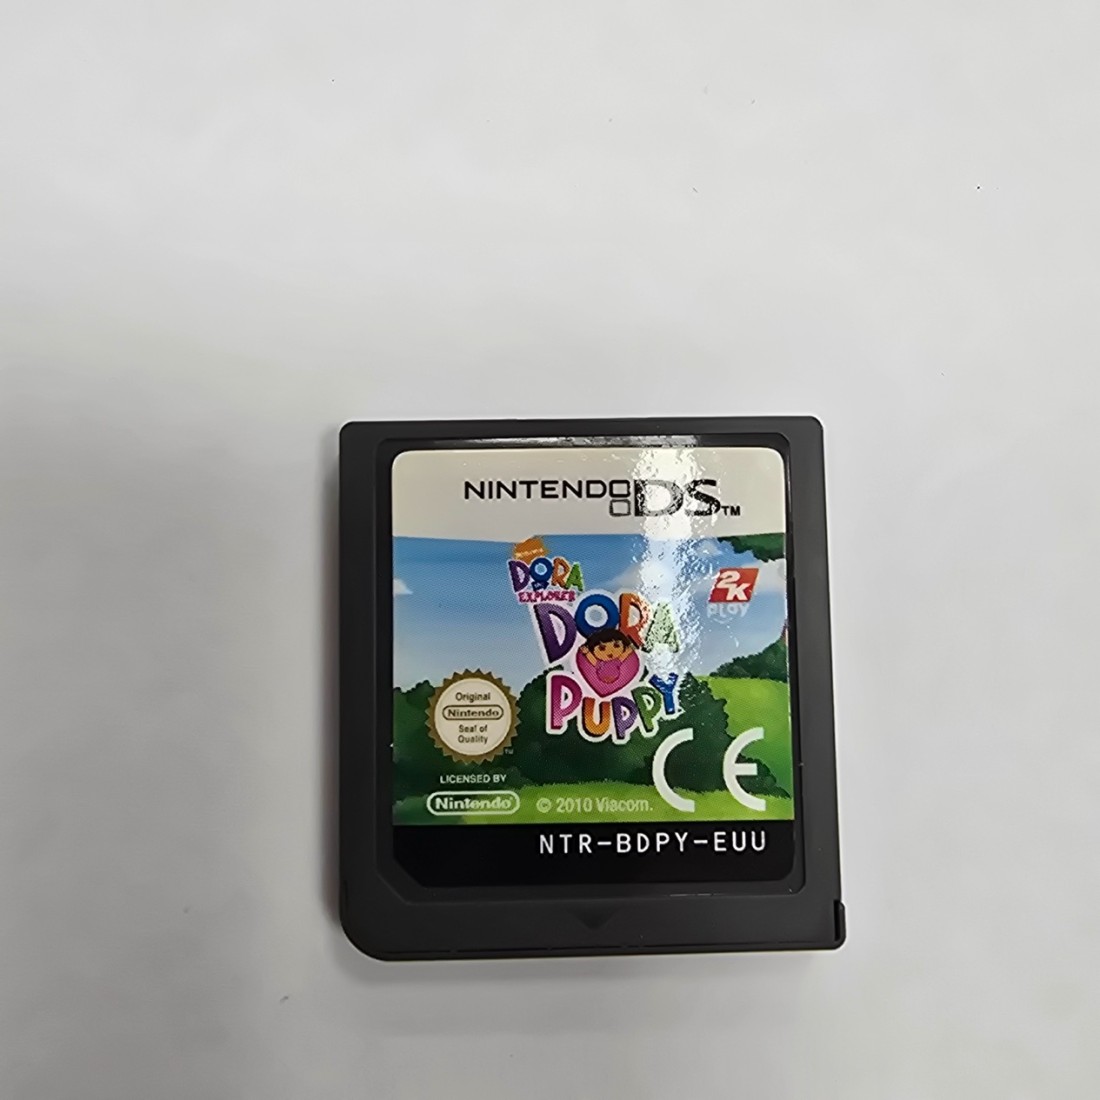 NINTENDO DS™
DORA
EXPLORER
DORA
PUPPY
2K
PLAY
Original
Nintendo
Seal of
Quality
TM
LICENSED BY
Nintendo
© 2010 Viacom.
CE
NTR-BDPY-EUU